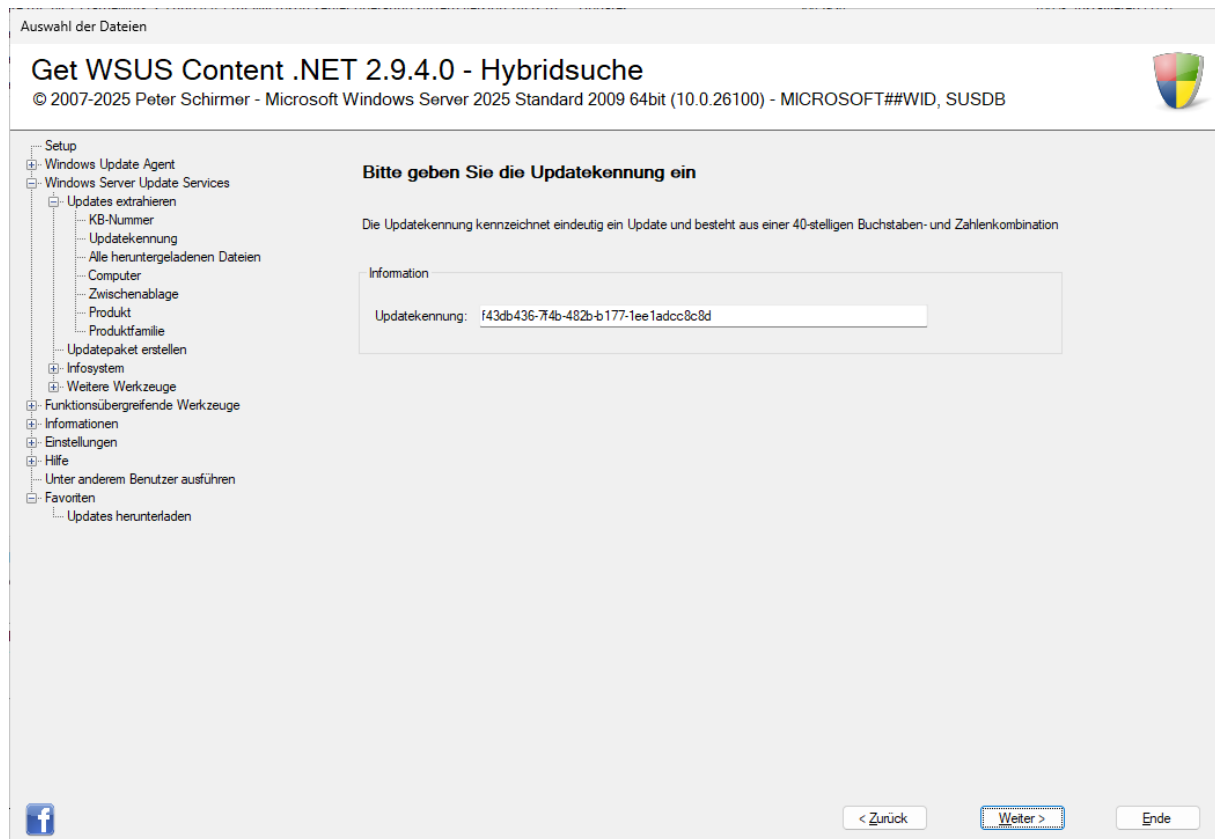 Auswahl der Dateien
Get WSUS Content .NET 2.9.4.0 - Hybridsuche
© 2007-2025 Peter Schirmer - Microsoft Windows Server 2025 Standard 2009 64bit (10.0.26100) - MICROSOFT##WID, SUSDB
Setup
Windows Update Agent
Windows Server Update Services
Updates extrahieren
KB-Nummer
Updatekennung
Alle heruntergeladenen Dateien
Computer
Zwischenablage
Produkt
Produktfamilie
Updatepaket erstellen
Infosystem
Weitere Werkzeuge
Funktionsübergreifende Werkzeuge
Informationen
Einstellungen
Hilfe
Unter anderem Benutzer ausführen
Favoriten
Updates herunterladen
Bitte geben Sie die Updatekennung ein
Die Updatekennung kennzeichnet eindeutig ein Update und besteht aus einer 40-stelligen Buchstaben- und Zahlenkombination
Information
Updatekennung: f43db436-7f4b-482b-b177-1ee1adcc8c8d
f
< Zurück
Weiter >
Ende